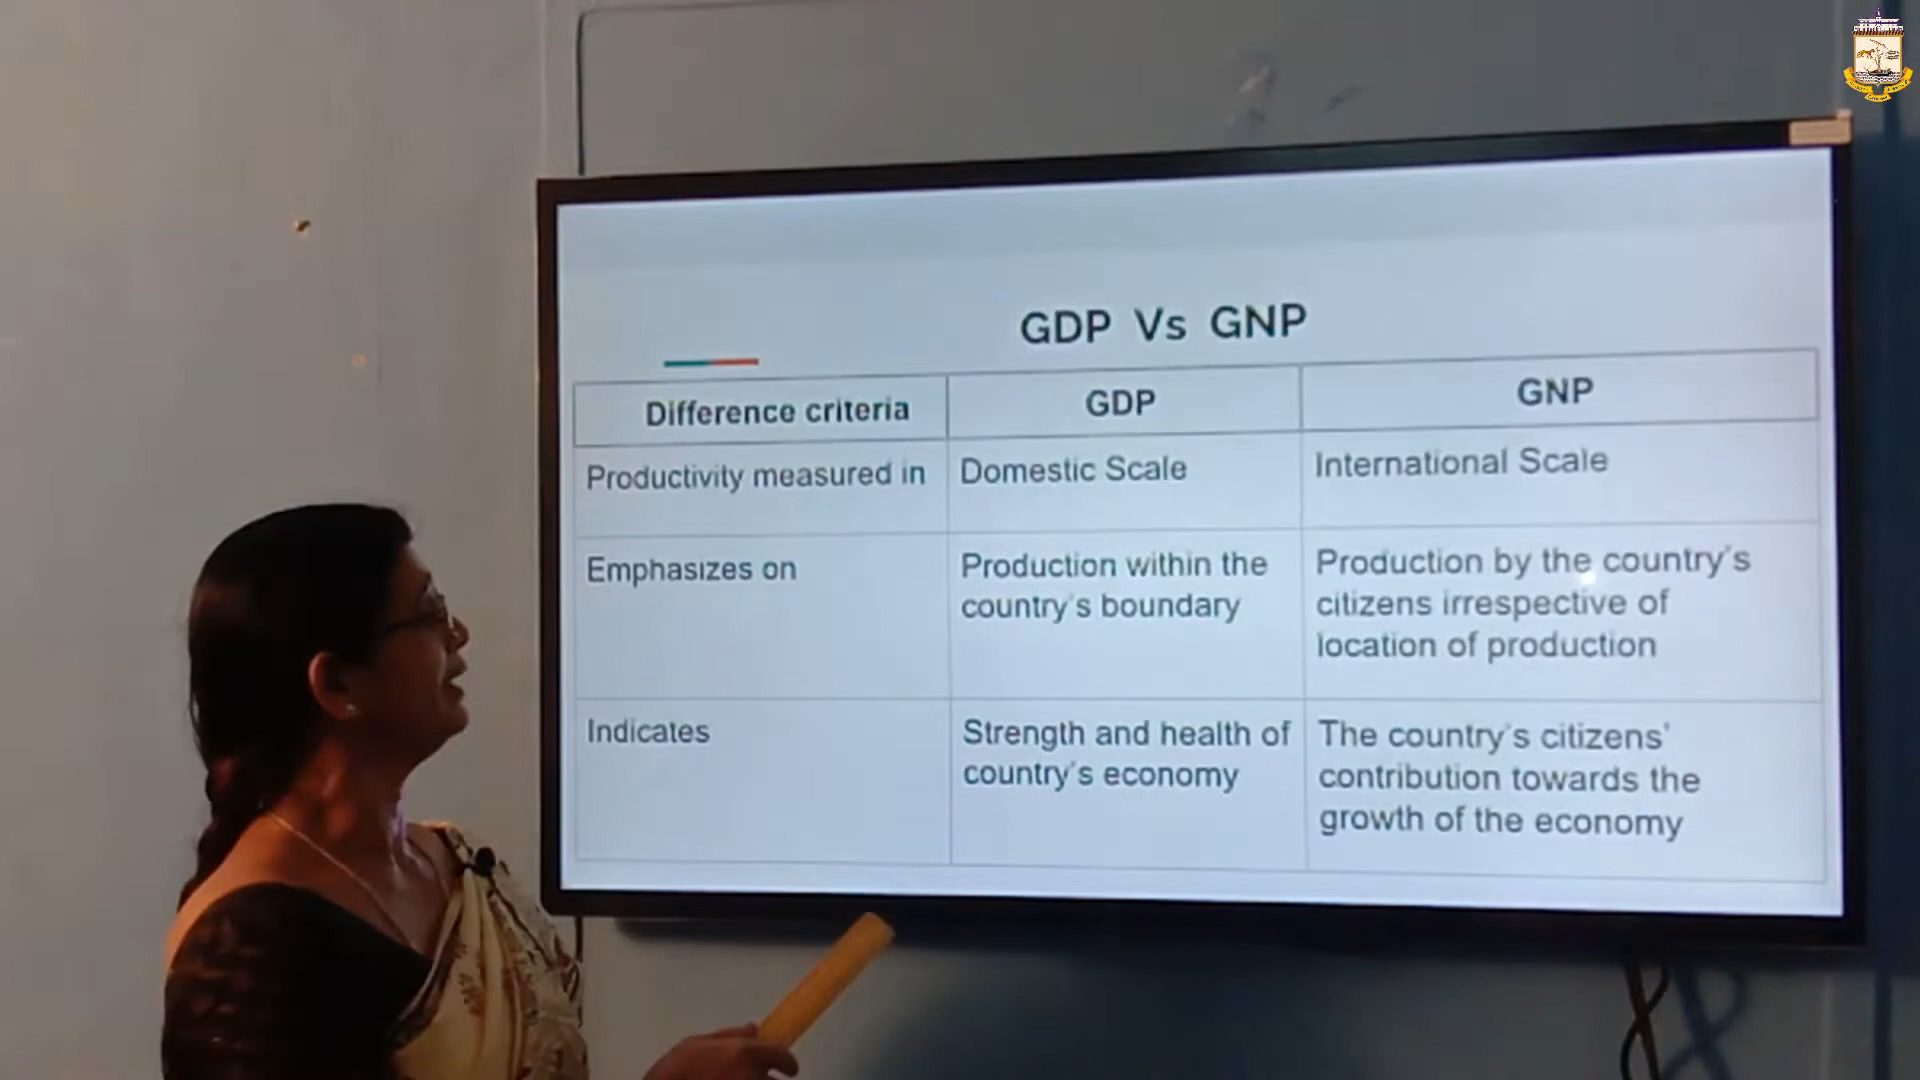 GDP Vs GNP
Difference criteria
GDP
GNP
Productivity measured in
Domestic Scale
International Scale
Emphasizes on
Production within the
country's boundary
Production by the country's
citizens irrespective of
location of production
Indicates
Strength and health of
country's economy
The country's citizens'
contribution towards the
growth of the economy